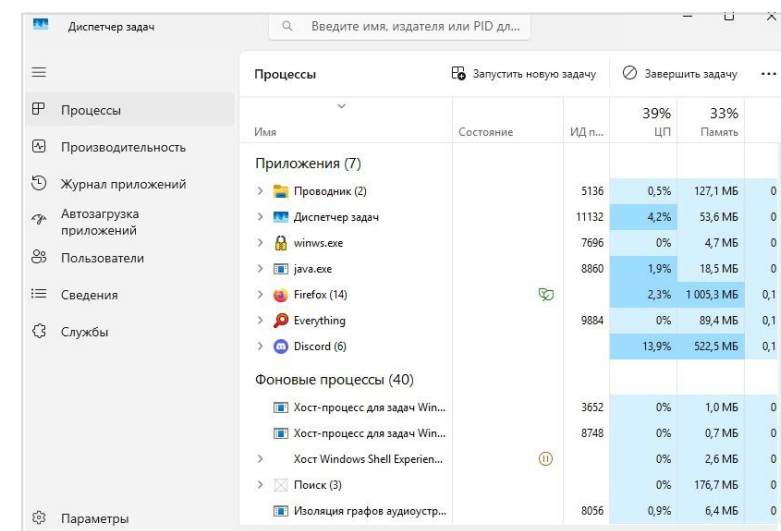 Диспетчер задач
Введите имя, издателя или PID дл...
Процессы
Запустить новую задачу
Завершить задачу
Процессы
Производительность
Журнал приложений
Автозагрузка
приложений
Пользователи
Сведения
Службы
Параметры
39% 33%
Имя Состояние ИД п... ЦП Память
Приложения (7)
Проводник (2) 5136 0,5% 127,1 МБ 0
Диспетчер задач 11132 4,2% 53,6 МБ 0
winws.exe 7696 0% 4,7 МБ 0
java.exe 8860 1,9% 18,5 МБ 0
Firefox (14) 2,3% 1 005,3 МБ 0,1
Everything 9884 0% 89,4 МБ 0,1
Discord (6) 13,9% 522,5 МБ 0,1
Фоновые процессы (40)
Хост-процесс для задач Win... 3652 0% 1,0 МБ 0
Хост-процесс для задач Win... 8748 0% 0,7 МБ 0
Хост Windows Shell Experien... 0% 2,6 МБ 0
Поиск (3) 0% 176,7 МБ 0
Изоляция графов аудиоустр... 8056 0,9% 6,4 МБ 0